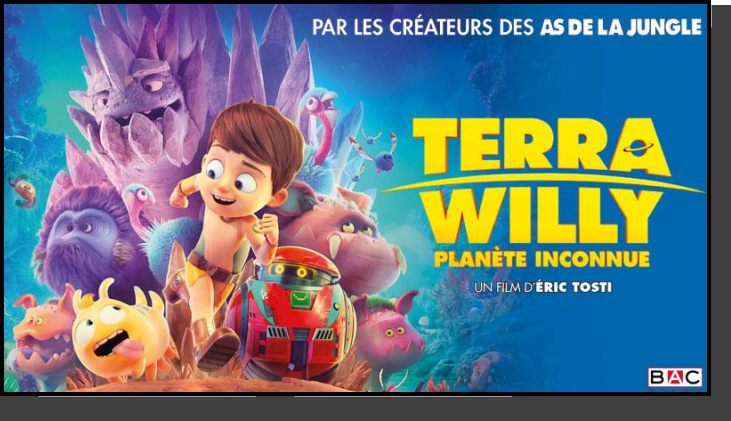 PAR LES CRÉATEURS DES AS DE LA JUNGLE
TERRA
WILLY
PLANÈTE INCONNUE
UN FILM D'ÉRIC TOSTI
BAC